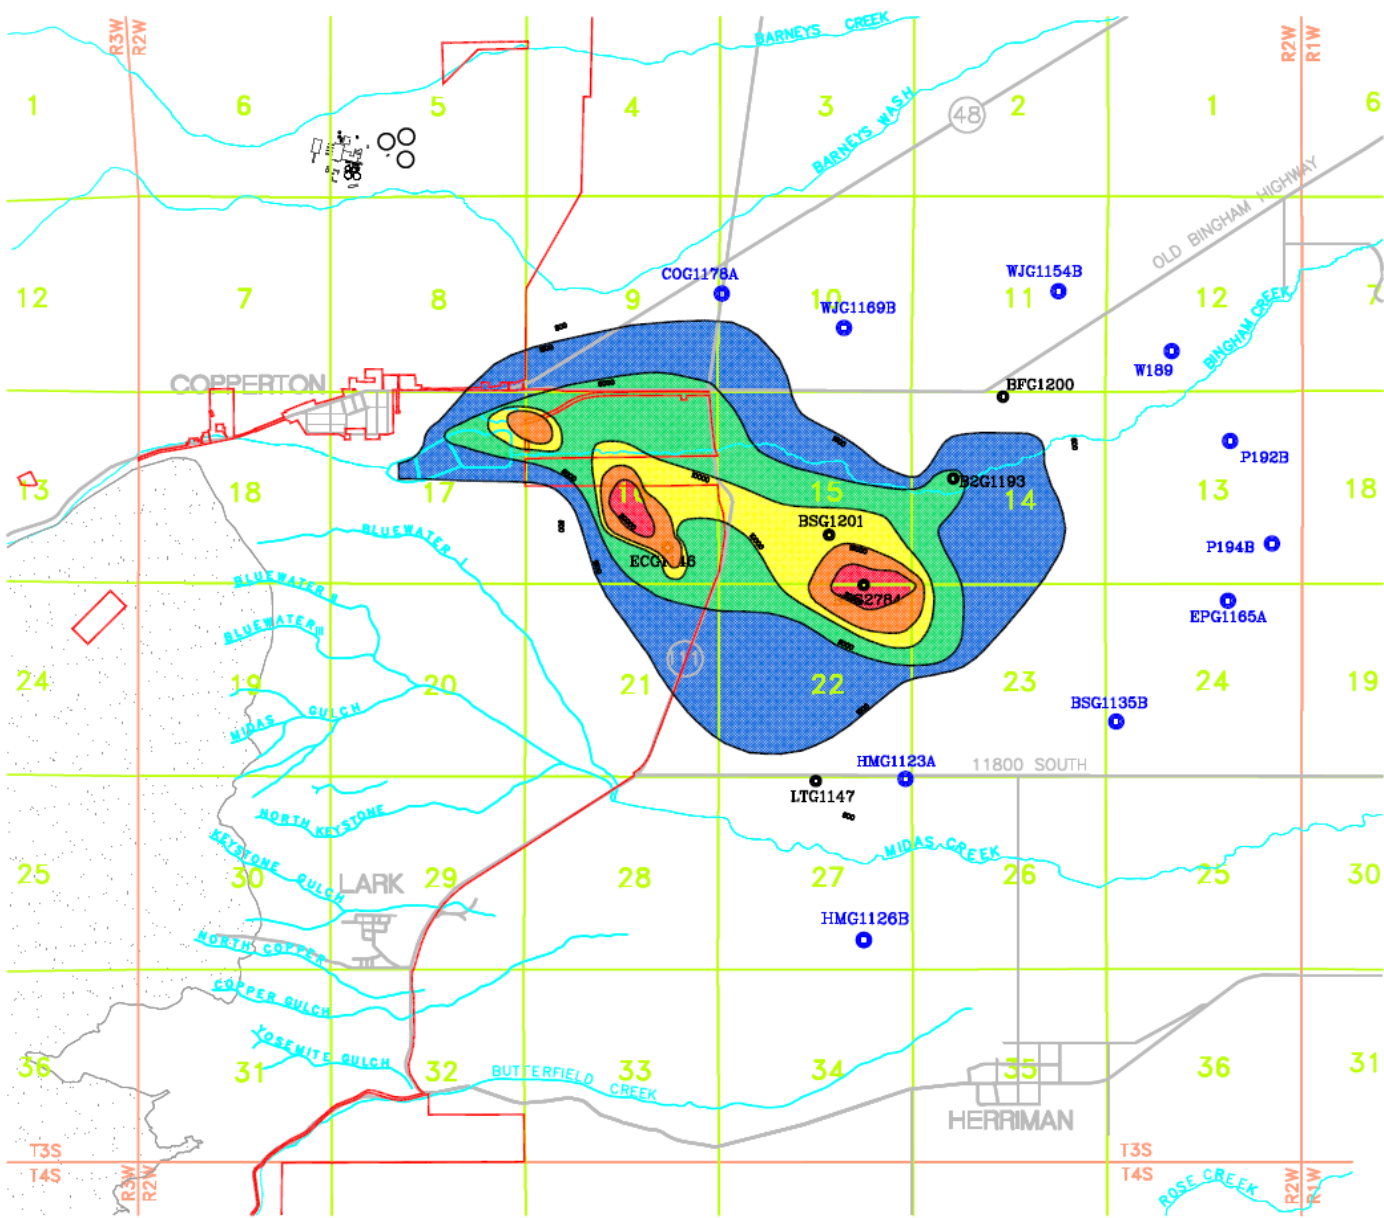 R3W
R2W
BARNEYS CREEK
R2W
R1W
1
6
5
4
3
2
1
6
48
BARNEYS WASH
OLD BINGHAM HIGHWAY
COG1178A
WJG1154B
12
7
8
9
10
11
12
7
WJG1169B
BINGHAM CREEK
W189
COPPERTON
BFG1200
P192B
13
18
17
15
B2G1193
14
13
18
BSG1201
BLUEWATER I
P194B
ECG1146
BLUEWATER II
EPG1165A
BLUEWATER III
111
24
19
20
21
22
23
24
19
MIDAS GULCH
BSG1135B
HMG1123A
11800 SOUTH
LTG1147
NORTH KEYSTONE
KEYSTONE GULCH
MIDAS CREEK
25
30
LARK
29
28
27
26
25
30
HMG1126B
NORTH COPPER
COPPER GULCH
YOSEMITE GULCH
36
31
32
BUTTERFIELD CREEK
33
34
35
36
31
HERRIMAN
T3S
T4S
R3W
R2W
T3S
T4S
ROSE CREEK
R2W
R1W